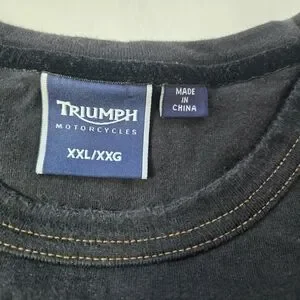 TRIUMPH
MOTORCYCLES
XXL/XXG
MADE
IN
CHINA